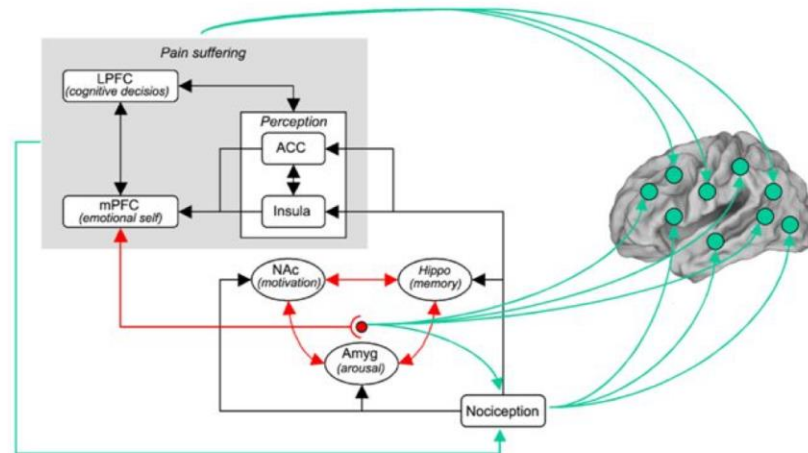 Pain suffering
LPFC
(cognitive decisios)
Perception
ACC
mPFC
(emotional self)
Insula
NAc
(motivation)
Hippo
(memory)
Amyg
(arousal)
Nociception